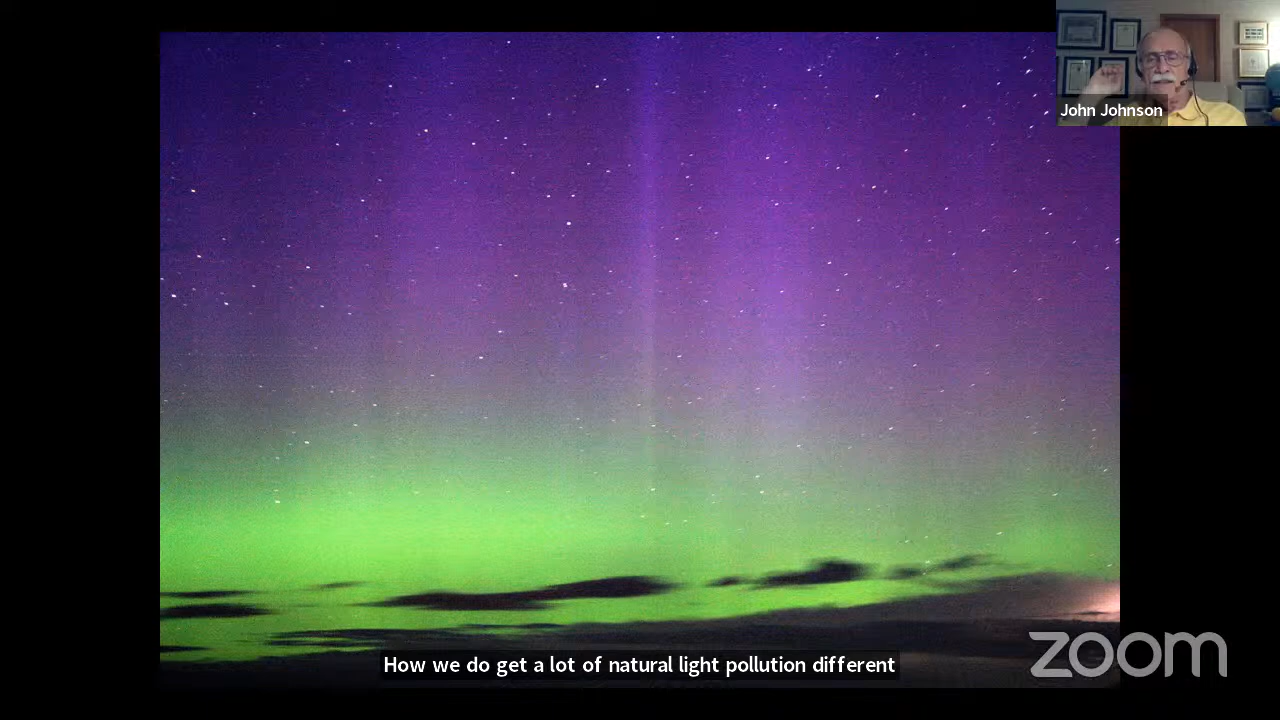 John Johnson
zoom
How we do get a lot of natural light pollution different